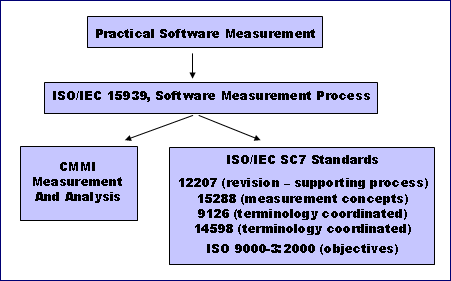 Practical Software Measurement
ISO/IEC 15939, Software Measurement Process
CMMI
Measurement
And Analysis
ISO/IEC SC7 Standards
12207 (revision – supporting process)
15288 (measurement concepts)
9126 (terminology coordinated)
14598 (terminology coordinated)
ISO 9000-3:2000 (objectives)